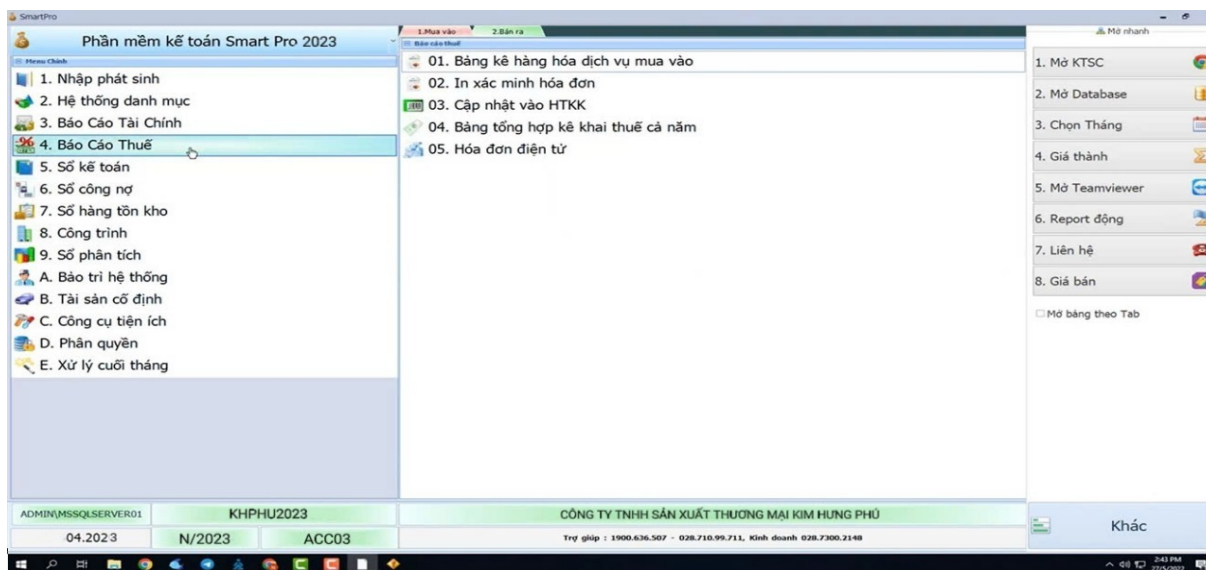 SmartPro
Phần mềm kế toán Smart Pro 2023
Menu Chính
1. Nhập phát sinh
2. Hệ thống danh mục
3. Báo Cáo Tài Chính
4. Báo Cáo Thuế
5. Sổ kế toán
6. Sổ công nợ
7. Sổ hàng tồn kho
8. Công trình
9. Sổ phân tích
A. Bảo trì hệ thống
B. Tài sản cố định
C. Công cụ tiện ích
D. Phân quyền
E. Xử lý cuối tháng
1.Mua vào
2.Bán ra
Báo cáo thuế
01. Bảng kê hàng hóa dịch vụ mua vào
02. In xác minh hóa đơn
03. Cập nhật vào HTKK
04. Bảng tổng hợp kê khai thuế cả năm
05. Hóa đơn điện tử
Mở nhanh
1. Mở KTSC
2. Mở Database
3. Chọn Tháng
4. Giá thành
5. Mở Teamviewer
6. Report động
7. Liên hệ
8. Giá bán
Mở bảng theo Tab
ADMIN\MSSQLSERVER01
KHPHU2023
CÔNG TY TNHH SẢN XUẤT THƯƠNG MẠI KIM HƯNG PHÚ
04.2023
N/2023
ACC03
Trợ giúp : 1900.636.507 - 028.710.99.711, Kinh doanh 028.7300.2148
Khác
2:43 PM
27/5/2022